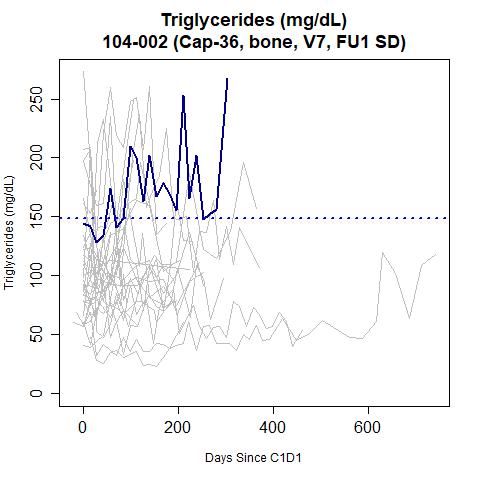 Triglycerides (mg/dL)
104-002 (Cap-36, bone, V7, FU1 SD)
Triglycerides (mg/dL)
250
200
150
100
50
0
0
200
400
600
Days Since C1D1